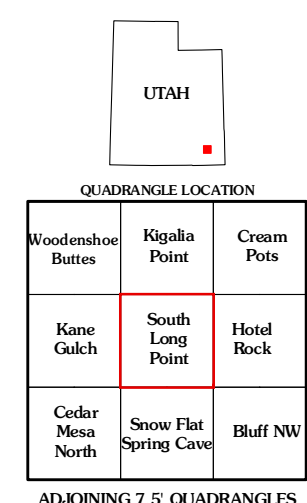 UTAH
QUADRANGLE LOCATION
Woodenshoe
Buttes
Kigalia
Point
Cream
Pots
Kane
Gulch
South
Long
Point
Hotel
Rock
Cedar
Mesa
North
Snow Flat
Spring Cave
Bluff NW
ADJOINING 7.5' QUADRANGLES